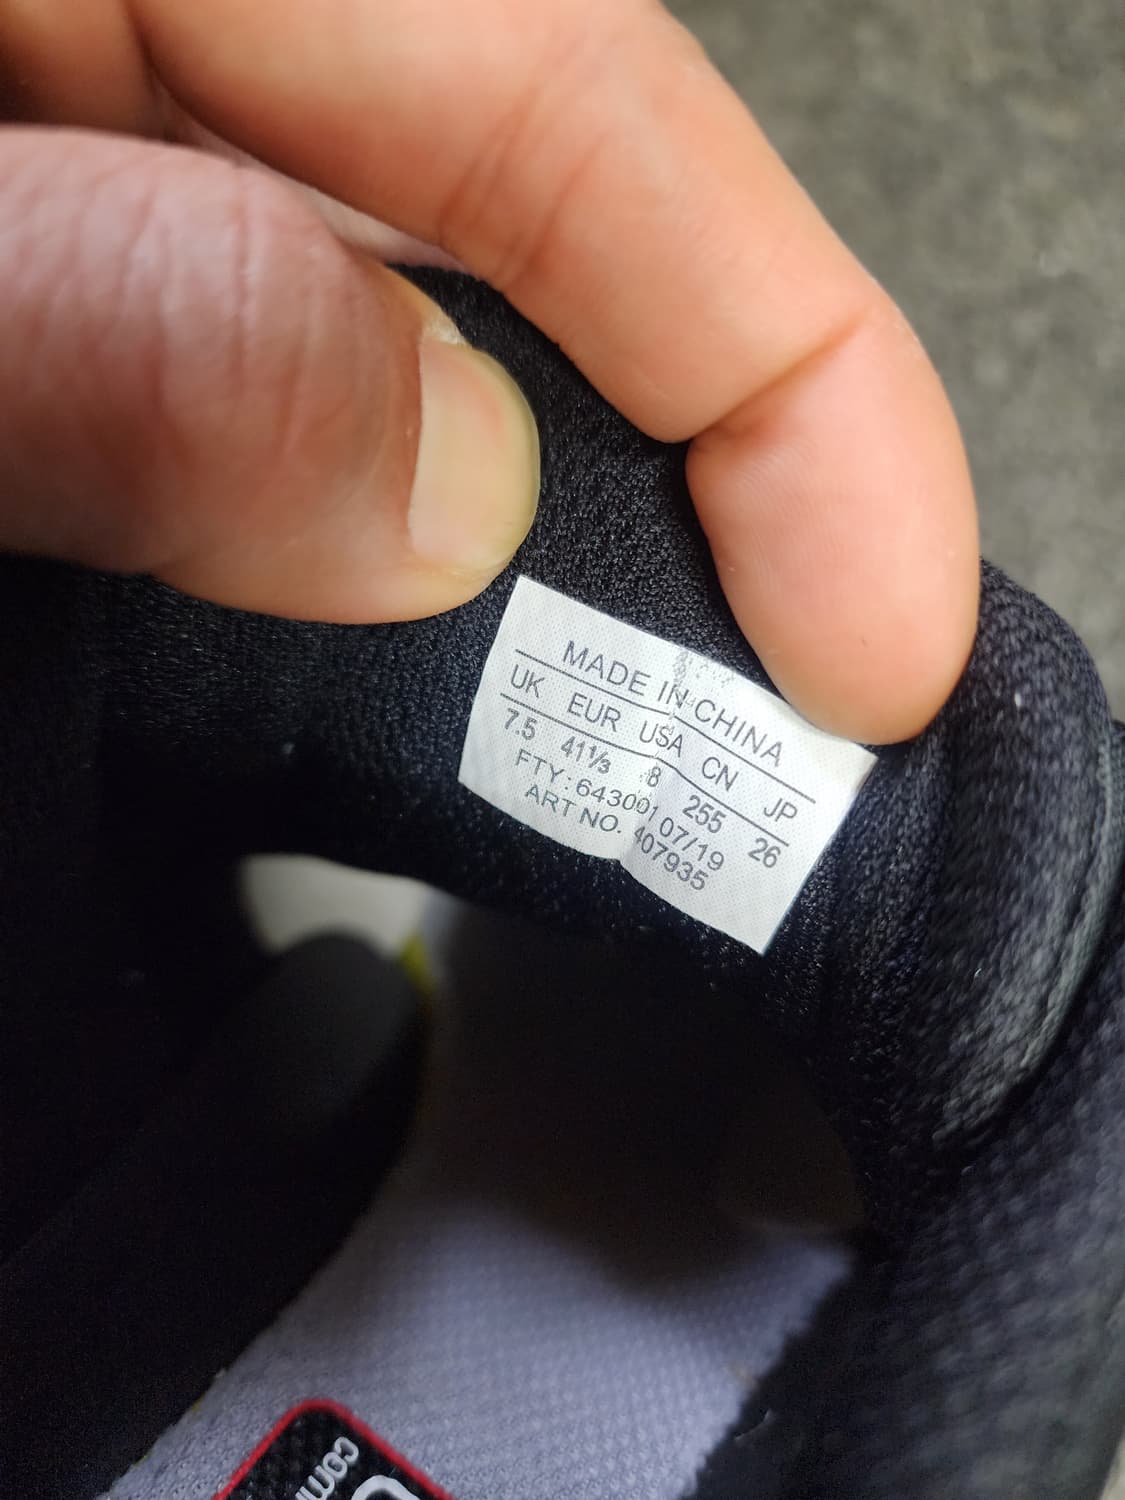 MADE IN CHINA
UK EUR USA CN JP
7.5 41⅓ 8 255 26
FTY: 643001 07/19
ART NO. 407935